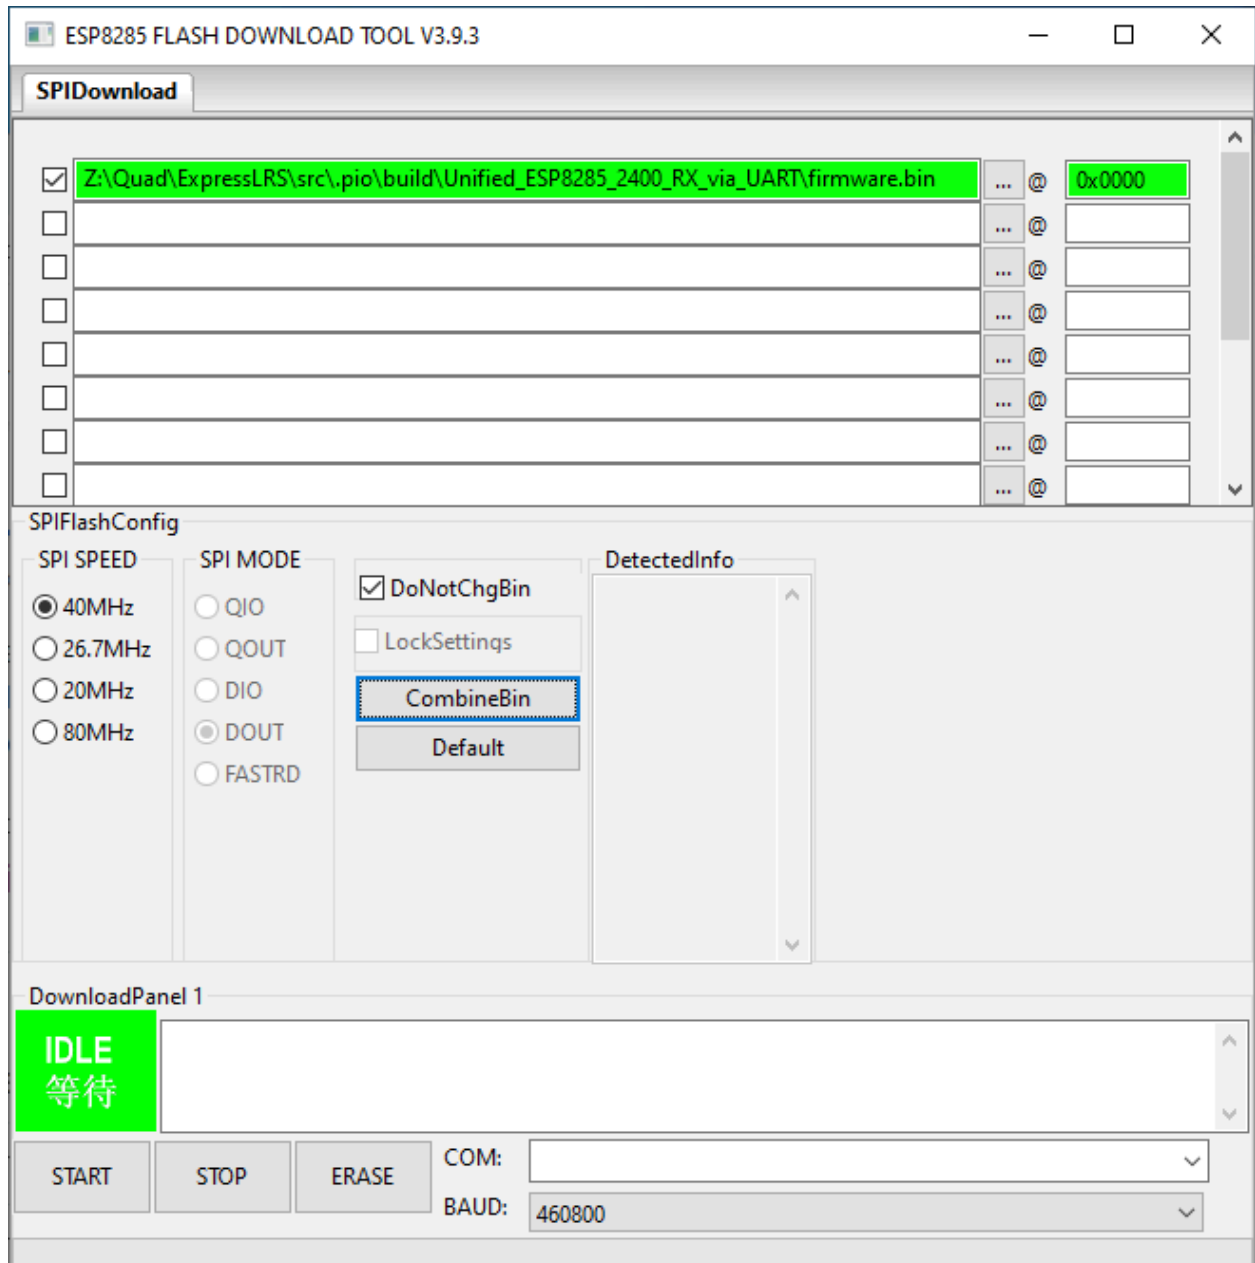 ESP8285 FLASH DOWNLOAD TOOL V3.9.3
SPIDownload
Z:\Quad\ExpressLRS\src\.pio\build\Unified_ESP8285_2400_RX_via_UART\firmware.bin ... @ 0x0000
... @
... @
... @
... @
... @
... @
... @
SPIFlashConfig
SPI SPEED
40MHz
26.7MHz
20MHz
80MHz
SPI MODE
QIO
QOUT
DIO
DOUT
FASTRD
DoNotChgBin
LockSettings
CombineBin
Default
DetectedInfo
DownloadPanel 1
IDLE
等待
START STOP ERASE
COM:
BAUD: 460800